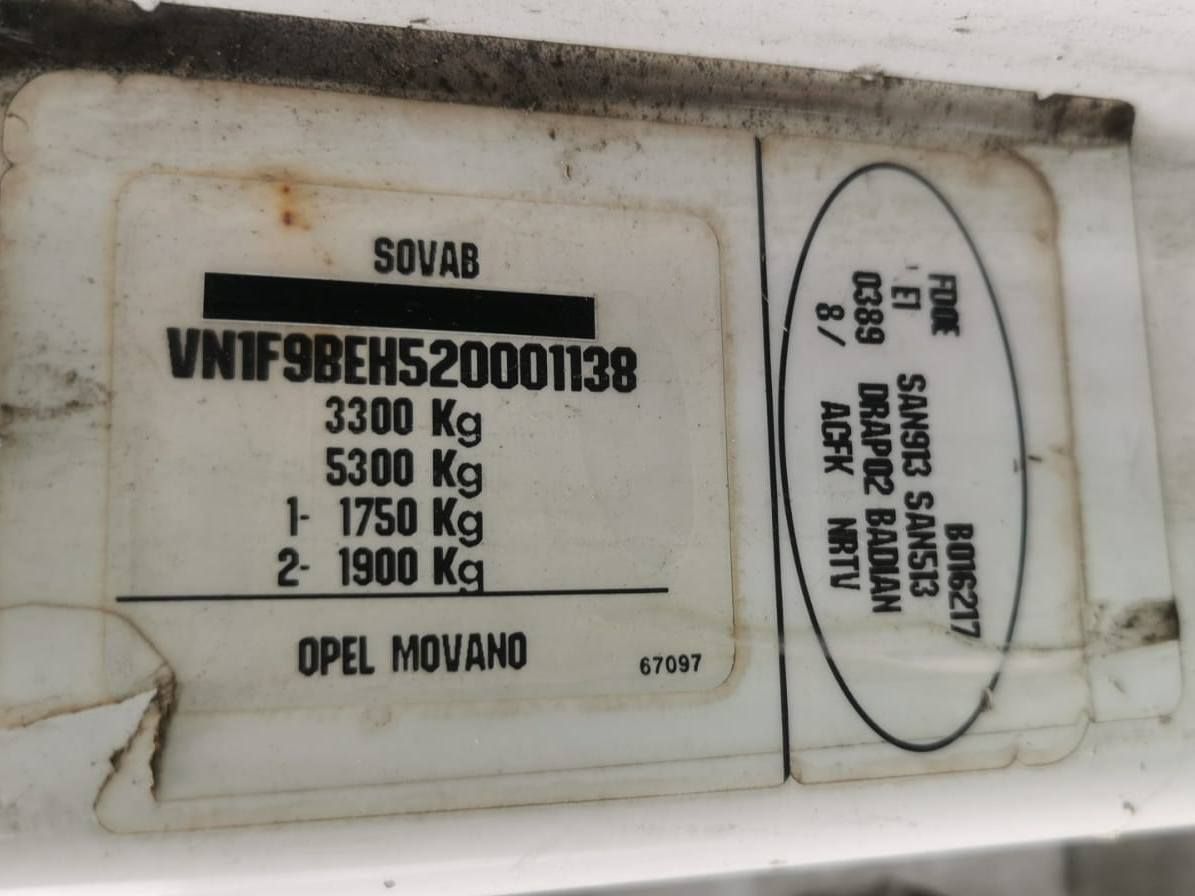 SOVAB
VN1F9BEH520001138
3300 Kg
5300 Kg
1- 1750 Kg
2- 1900 Kg
OPEL MOVANO
67097
FDOE B016217
E1 SAN913 SAN513
0389 DRAP02 BADIAN
8/ ACFK NRTV